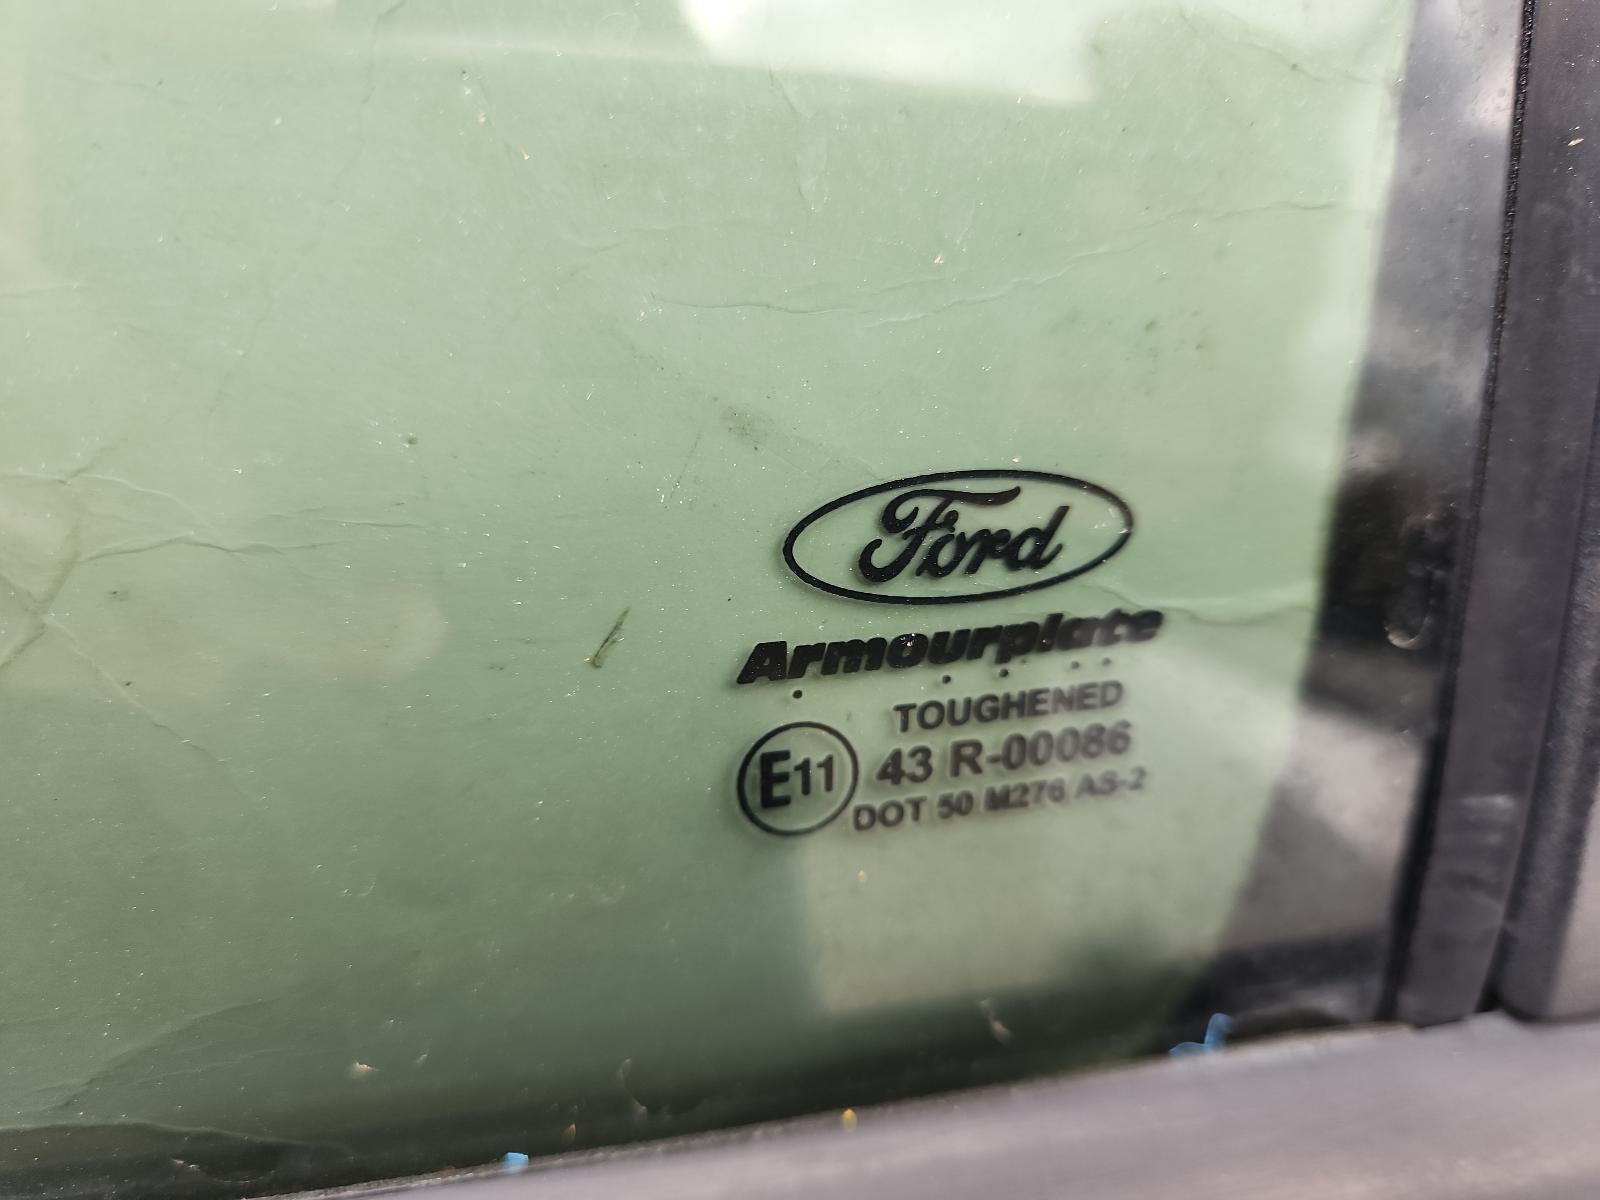 Ford
Armourplate
TOUGHENED
E11 43 R-00086
DOT 50 M276 AS-2